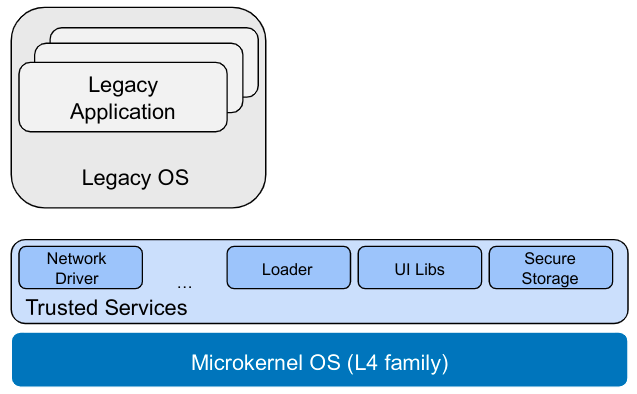 Legacy
Application
Legacy OS
Network
Driver
...
Loader
UI Libs
Secure
Storage
Trusted Services
Microkernel OS (L4 family)